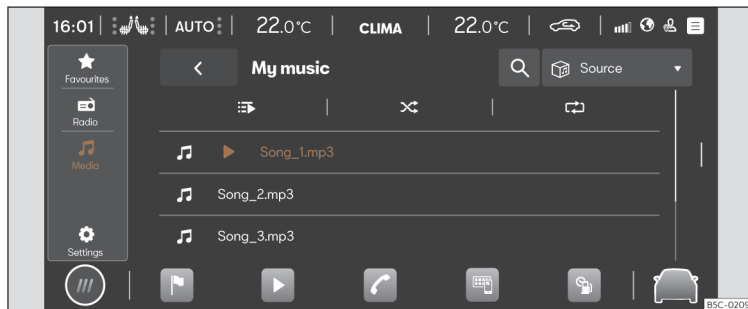 16:01 AUTO 22.0°C CLIMA 22.0°C
Favourites
Radio
Media
Settings
My music
Source
Song_1.mp3
Song_2.mp3
Song_3.mp3
B5C-0209